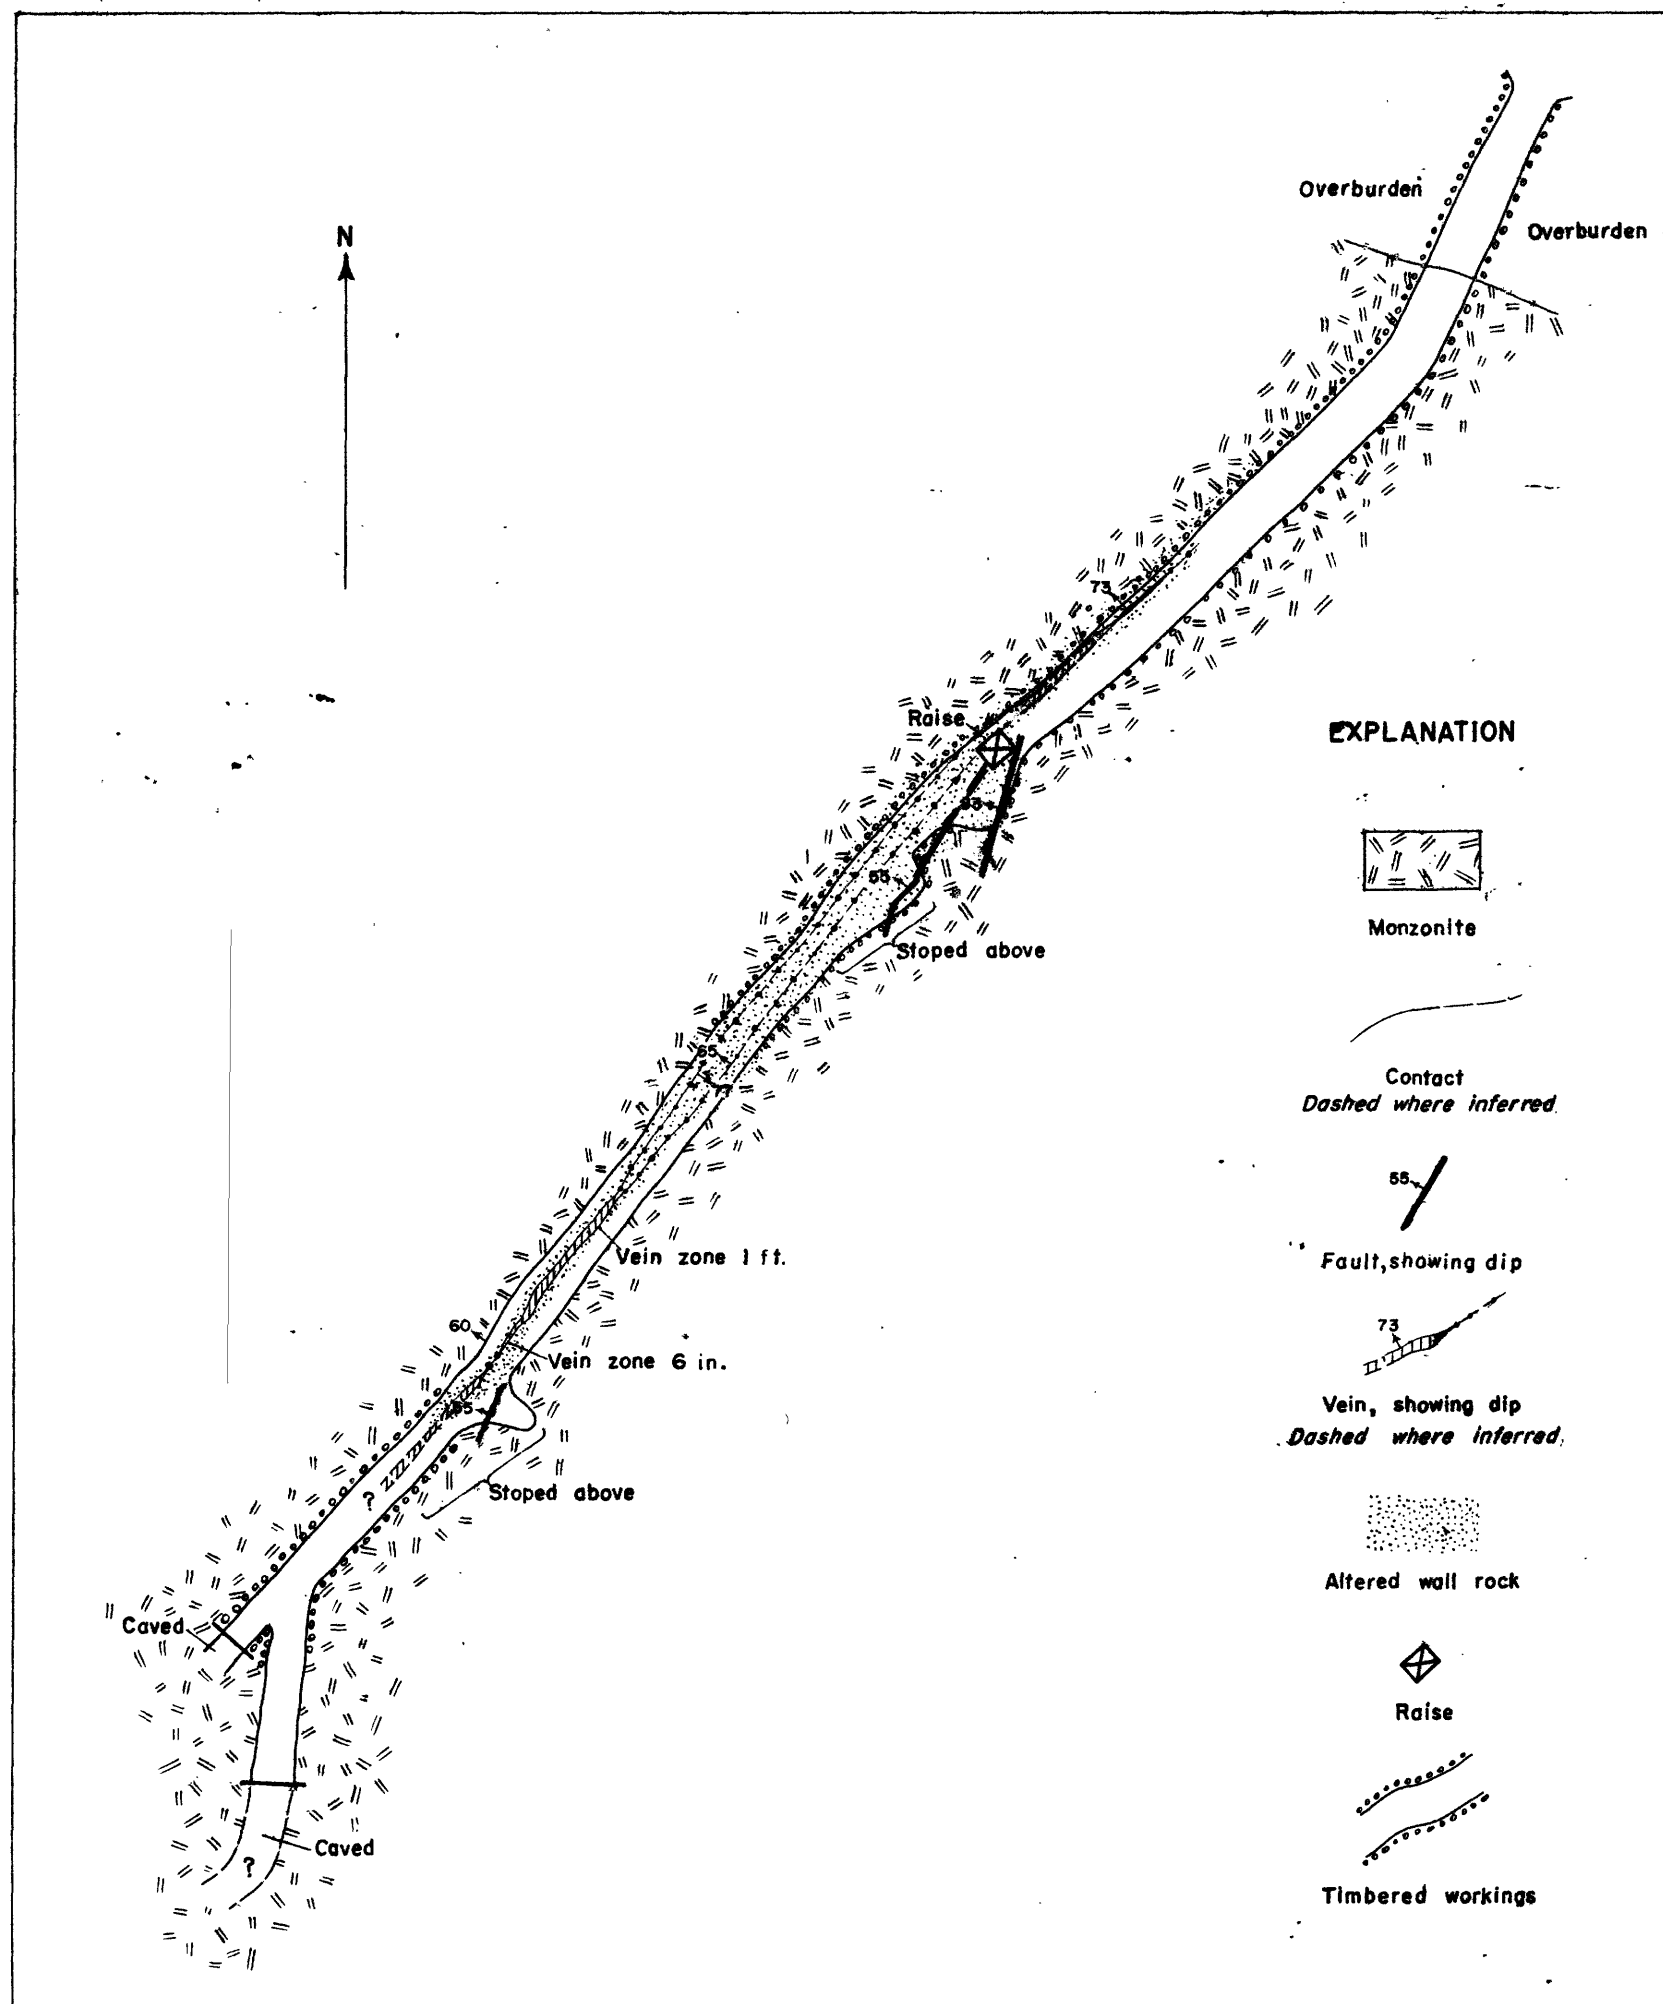 Overburden
Overburden
N
73
Raise
55
Stoped above
65
Vein zone 1 ft.
60
Vein zone 6 in.
Stoped above
?
Caved
Caved
?
EXPLANATION
Monzonite
Contact
Dashed where inferred
55
Fault, showing dip
73
Vein, showing dip
Dashed where inferred
Altered wall rock
Raise
Timbered workings